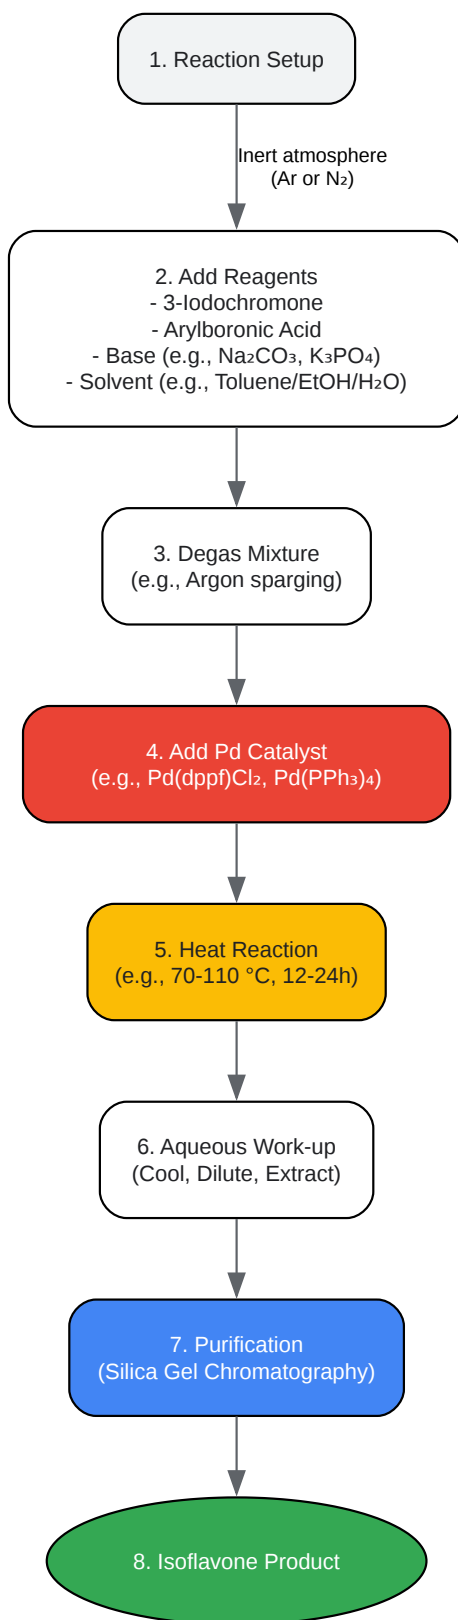 1. Reaction Setup
Inert atmosphere
(Ar or N₂)
2. Add Reagents
- 3-Iodochromone
- Arylboronic Acid
- Base (e.g., Na₂CO₃, K₃PO₄)
- Solvent (e.g., Toluene/EtOH/H₂O)
3. Degas Mixture
(e.g., Argon sparging)
4. Add Pd Catalyst
(e.g., Pd(dppf)Cl₂, Pd(PPh₃)₄)
5. Heat Reaction
(e.g., 70-110 °C, 12-24h)
6. Aqueous Work-up
(Cool, Dilute, Extract)
7. Purification
(Silica Gel Chromatography)
8. Isoflavone Product